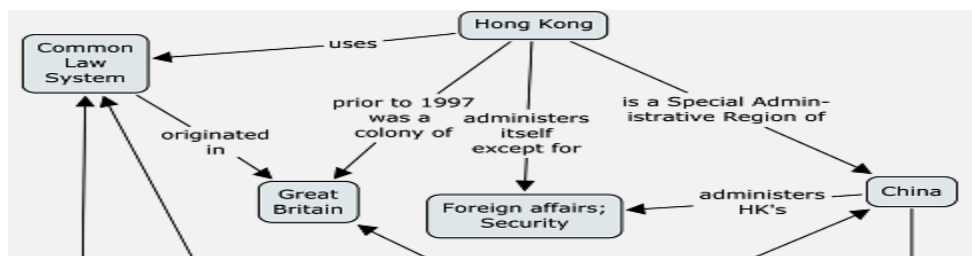 Hong Kong
Common
Law
System
uses
prior to 1997
was a
colony of
administers
itself
except for
is a Special Admin-
istrative Region of
originated
in
Great
Britain
Foreign affairs;
Security
administers
HK's
China